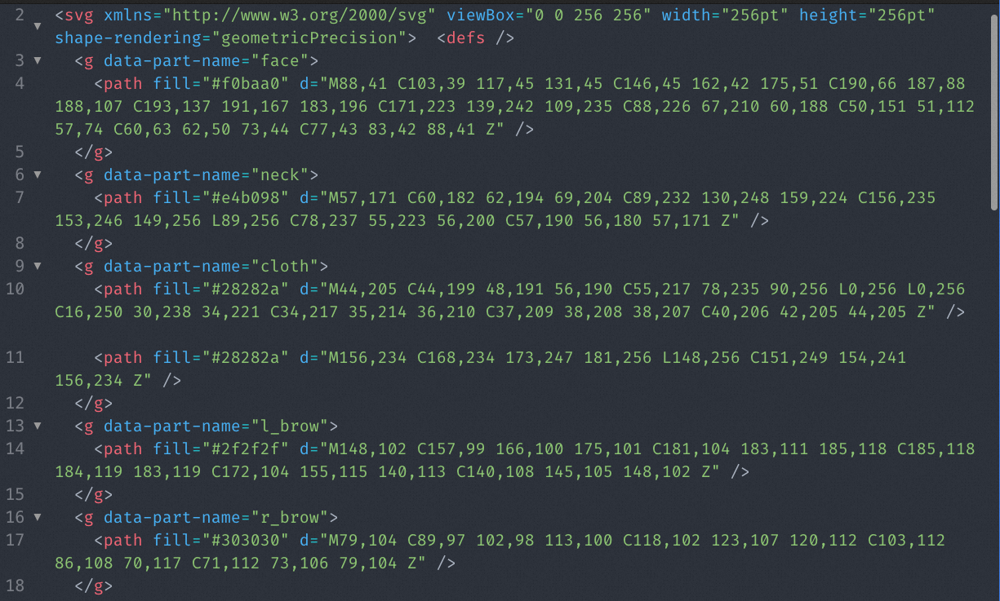 2 <svg xmlns="http://www.w3.org/2000/svg" viewBox="0 0 256 256" width="256pt" height="256pt"
shape-rendering="geometricPrecision">  <defs />
3 <g data-part-name="face">
4 <path fill="#f0baa0" d="M88,41 C103,39 117,45 131,45 C146,45 162,42 175,51 C190,66 187,88
188,107 C193,137 191,167 183,196 C171,223 139,242 109,235 C88,226 67,210 60,188 C50,151 51,112
57,74 C60,63 62,50 73,44 C77,43 83,42 88,41 Z" />
5 </g>
6 <g data-part-name="neck">
7 <path fill="#e4b098" d="M57,171 C60,182 62,194 69,204 C89,232 130,248 159,224 C156,235
153,246 149,256 L89,256 C78,237 55,223 56,200 C57,190 56,180 57,171 Z" />
8 </g>
9 <g data-part-name="cloth">
10 <path fill="#28282a" d="M44,205 C44,199 48,191 56,190 C55,217 78,235 90,256 L0,256 L0,256
C16,250 30,238 34,221 C34,217 35,214 36,210 C37,209 38,208 38,207 C40,206 42,205 44,205 Z" />
11 <path fill="#28282a" d="M156,234 C168,234 173,247 181,256 L148,256 C151,249 154,241
156,234 Z" />
12 </g>
13 <g data-part-name="l_brow">
14 <path fill="#2f2f2f" d="M148,102 C157,99 166,100 175,101 C181,104 183,111 185,118 C185,118
184,119 183,119 C172,104 155,115 140,113 C140,108 145,105 148,102 Z" />
15 </g>
16 <g data-part-name="r_brow">
17 <path fill="#303030" d="M79,104 C89,97 102,98 113,100 C118,102 123,107 120,112 C103,112
86,108 70,117 C71,112 73,106 79,104 Z" />
18 </g>